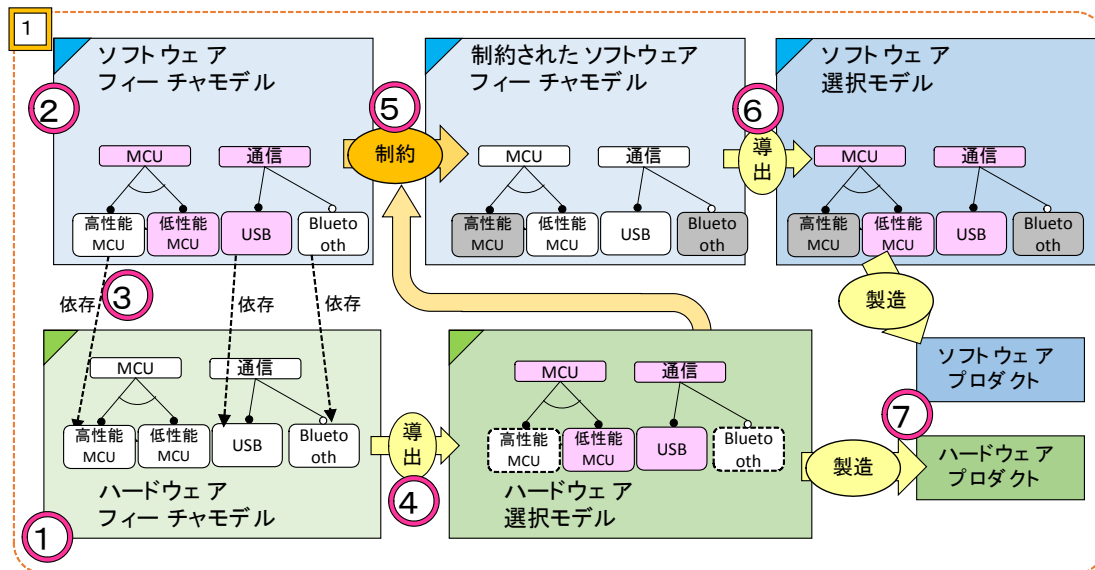 1
ソフトウェア
フィーチャモデル
②
MCU
通信
高性能
MCU
低性能
MCU
USB
Blueto
oth
⑤
制約
制約されたソフトウェア
フィーチャモデル
MCU
通信
高性能
MCU
低性能
MCU
USB
Blueto
oth
⑥
導
出
ソフトウェア
選択モデル
MCU
通信
高性能
MCU
低性能
MCU
USB
Blueto
oth
依存
③
依存
依存
製造
MCU
通信
高性能
MCU
低性能
MCU
USB
Blueto
oth
ハードウェア
フィーチャモデル
①
導
出
④
MCU
通信
高性能
MCU
低性能
MCU
USB
Blueto
oth
ハードウェア
選択モデル
製造
ソフトウェア
プロダクト
⑦
ハードウェア
プロダクト